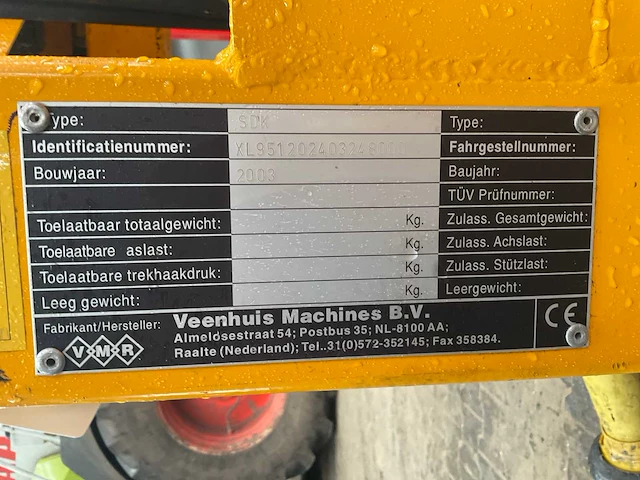 Type: SDK Type:
Identificatienummer: Fahrgestellnummer:
Bouwjaar: 2003 Baujahr:
TÜV Prüfnummer:
Toelaatbaar totaalgewicht: Kg. Zulass. Gesamtgewicht:
Toelaatbare aslast: Kg. Zulass. Achslast:
Toelaatbare trekhaakdruk: Kg. Zulass. Stützlast:
Leeg gewicht: Kg. Leergewicht:
Fabrikant/Hersteller: Veenhuis Machines B.V.
Almelosestraat 54; Postbus 35; NL-8100 AA;
Raalte (Nederland); Tel..31(0)572-352145; Fax 358384.
VMR
CE